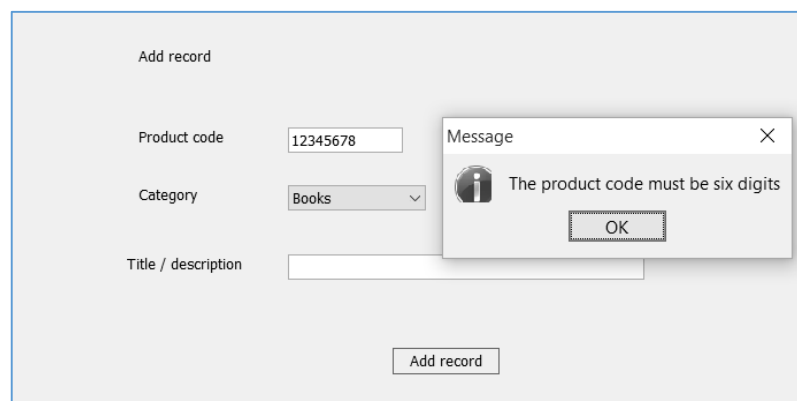 Add record
Product code
12345678
Message
The product code must be six digits
OK
Category
Books
Title / description
Add record